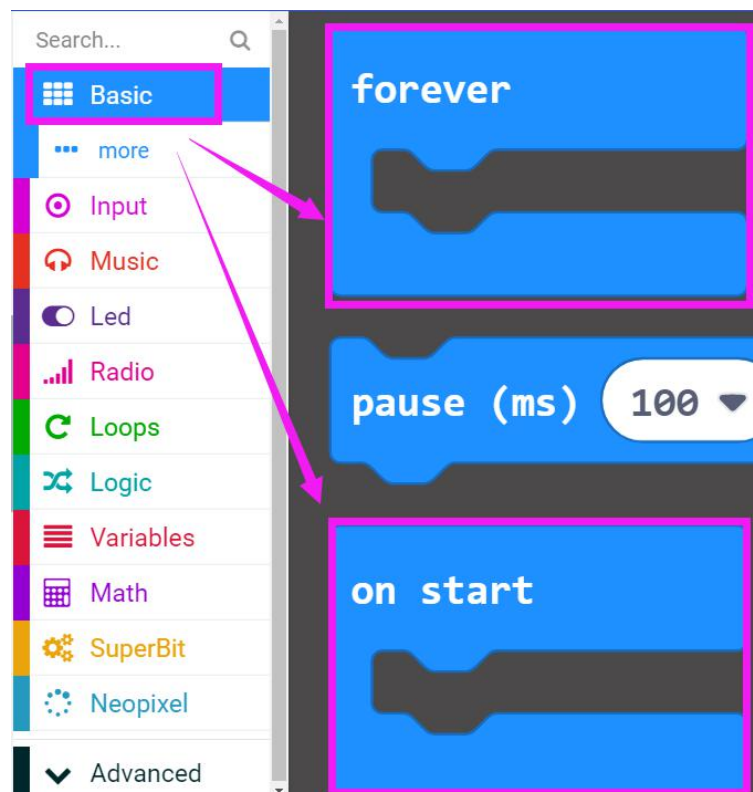 Search...
Basic
more
Input
Music
Led
Radio
Loops
Logic
Variables
Math
SuperBit
Neopixel
Advanced
forever
pause (ms) 100
on start